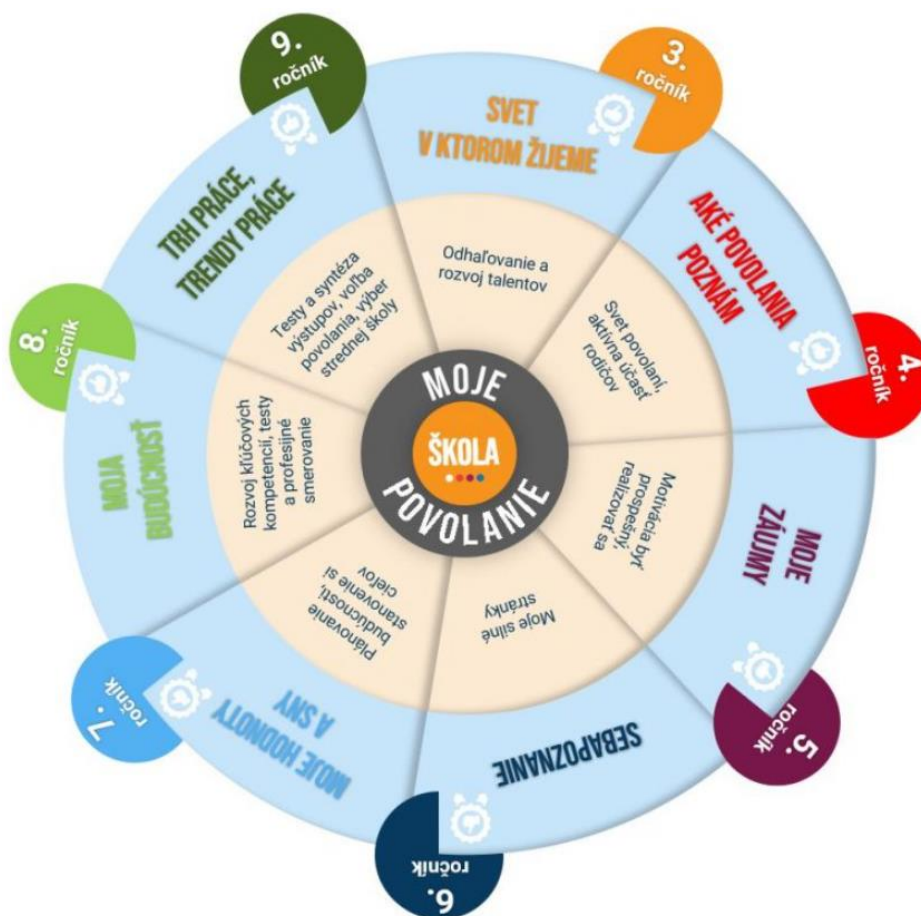 MOJE
ŠKOLA
POVOLANIE
3.
ročník
SVET
V KTOROM ŽIJEME
Odhaľovanie a
rozvoj talentov
4.
ročník
AKÉ POVOLANIA
POZNÁM
Svet povolaní,
aktívna účasť
rodičov
5.
ročník
MOJE
ZÁUJMY
Motivácia byť
prospešný,
realizovať sa
6.
ročník
SEBAPOZNANIE
Moje silné
stránky
7.
ročník
MOJE HODNOTY
A SNY
Plánovanie
budúcnosti,
stanovenie si
cieľov
8.
ročník
MOJA
BUDÚCNOSŤ
Rozvoj kľúčových
kompetencií, testy
a profesijné
smerovanie
9.
ročník
TRH PRÁCE,
TRENDY PRÁCE
Testy a syntéza
výstupov, voľba
povolania, výber
strednej školy